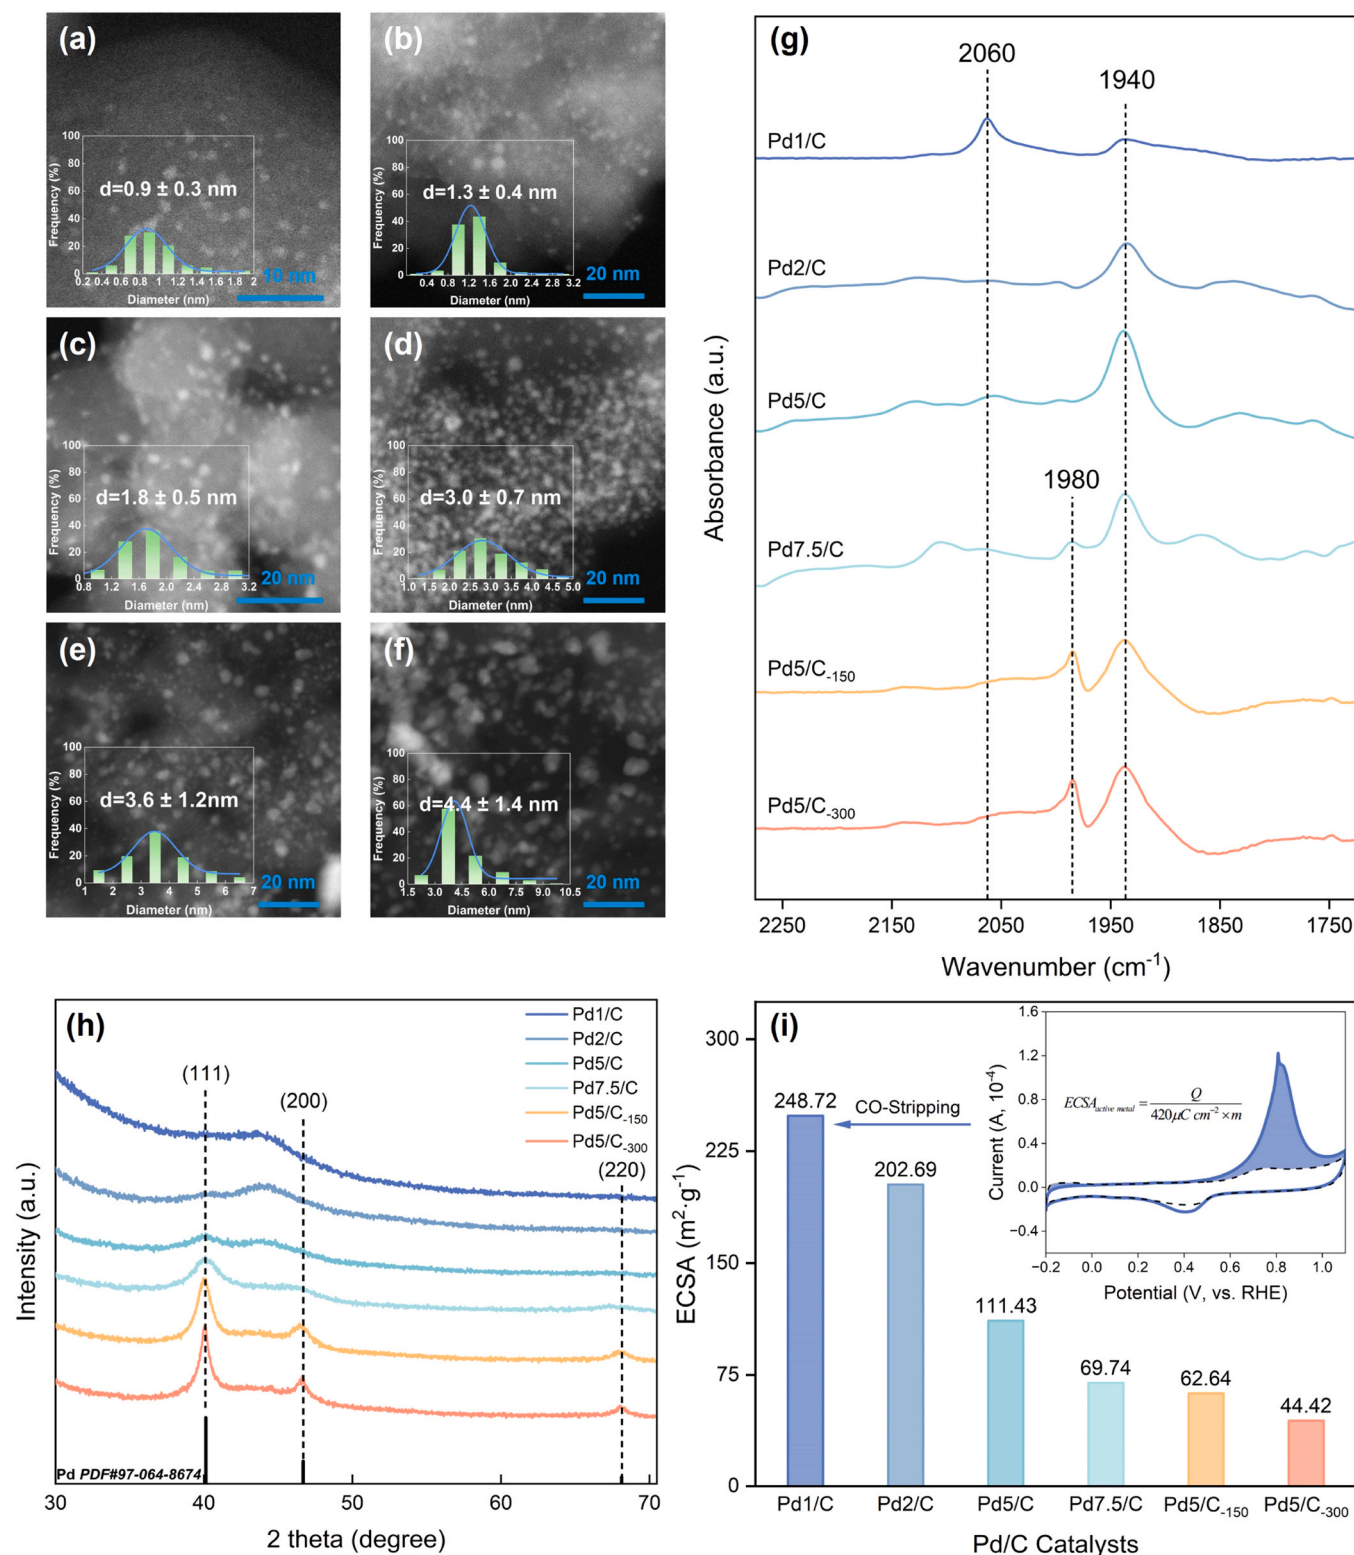 (a)
Frequency (%)
100
80
60
40
20
0
d=0.9 ± 0.3 nm
0.2 0.4 0.6 0.8 1 1.2 1.4 1.6 1.8 2
Diameter (nm)
10 nm
(b)
Frequency (%)
100
80
60
40
20
0
d=1.3 ± 0.4 nm
0.4 0.8 1.2 1.6 2.0 2.4 2.8 3.2
Diameter (nm)
20 nm
(c)
Frequency (%)
100
80
60
40
20
0
d=1.8 ± 0.5 nm
0.8 1.2 1.6 2.0 2.4 2.8 3.2
Diameter (nm)
20 nm
(d)
Frequency (%)
100
80
60
40
20
0
d=3.0 ± 0.7 nm
1.0 1.5 2.0 2.5 3.0 3.5 4.0 4.5 5.0
Diameter (nm)
20 nm
(e)
Frequency (%)
100
80
60
40
20
0
d=3.6 ± 1.2nm
1 2 3 4 5 6 7
Diameter (nm)
20 nm
(f)
Frequency (%)
100
80
60
40
20
0
d=4.4 ± 1.4 nm
1.5 3.0 4.5 6.0 7.5 9.0 10.5
Diameter (nm)
20 nm
(g)
2060
1940
Pd1/C
Pd2/C
Pd5/C
1980
Pd7.5/C
Pd5/C-150
Pd5/C-300
Absorbance (a.u.)
2250 2150 2050 1950 1850 1750
Wavenumber (cm-1)
(h)
Pd1/C
Pd2/C
Pd5/C
Pd7.5/C
Pd5/C-150
Pd5/C-300
(111)
(200)
(220)
Intensity (a.u.)
Pd PDF#97-064-8674
30 40 50 60 70
2 theta (degree)
(i)
ECSA (m2·g-1)
300
225
150
75
0
248.72
202.69
111.43
69.74
62.64
44.42
CO-Stripping
Current (A, 10-4)
1.6
1.2
0.8
0.4
0.0
−0.4
ECSAactive metal = Q / 420μC cm−2 × m
−0.2 0.0 0.2 0.4 0.6 0.8 1.0
Potential (V, vs. RHE)
Pd1/C Pd2/C Pd5/C Pd7.5/C Pd5/C-150 Pd5/C-300
Pd/C Catalysts